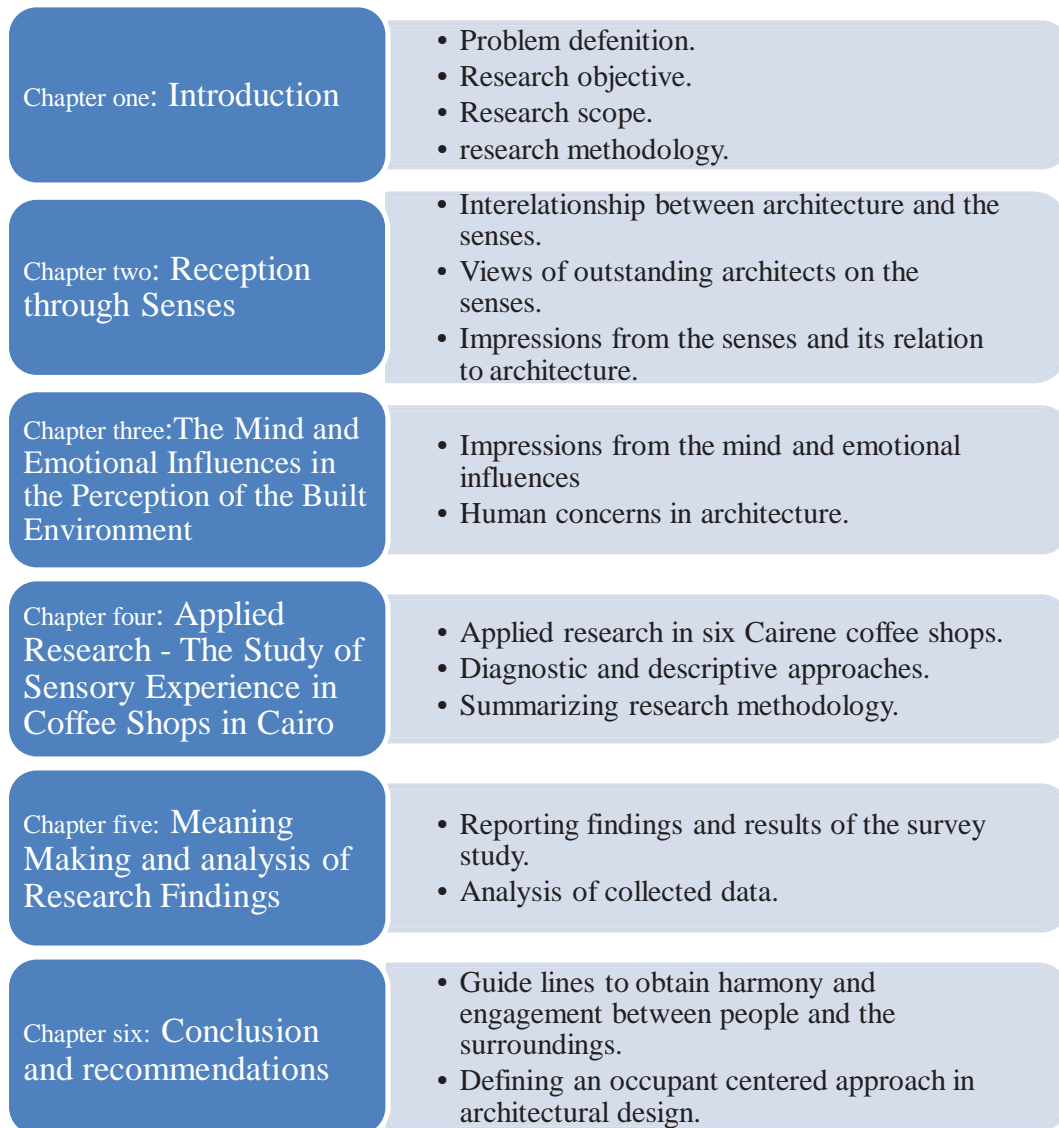 Chapter one: Introduction
• Problem defenition.
• Research objective.
• Research scope.
• research methodology.
Chapter two: Reception
through Senses
• Interelationship between architecture and the
senses.
• Views of outstanding architects on the
senses.
• Impressions from the senses and its relation
to architecture.
Chapter three:The Mind and
Emotional Influences in
the Perception of the Built
Environment
• Impressions from the mind and emotional
influences
• Human concerns in architecture.
Chapter four: Applied
Research - The Study of
Sensory Experience in
Coffee Shops in Cairo
• Applied research in six Cairene coffee shops.
• Diagnostic and descriptive approaches.
• Summarizing research methodology.
Chapter five: Meaning
Making and analysis of
Research Findings
• Reporting findings and results of the survey
study.
• Analysis of collected data.
Chapter six: Conclusion
and recommendations
• Guide lines to obtain harmony and
engagement between people and the
surroundings.
• Defining an occupant centered approach in
architectural design.